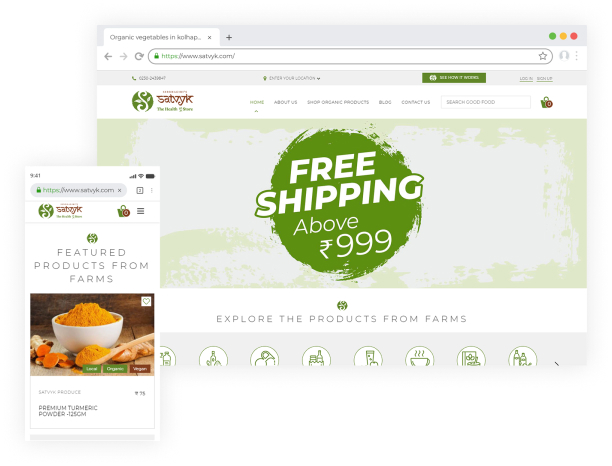 Organic vegetables in kolhap...
https://www.satvyk.com/
ENTER YOUR LOCATION
SEE HOW IT WORKS
LOG IN
SIGN UP
satvyk
The Health Store
HOME
ABOUT US
SHOP ORGANIC PRODUCTS
BLOG
CONTACT US
SEARCH GOOD FOOD
0
FREE
SHIPPING
Above
₹999
EXPLORE THE PRODUCTS FROM FARMS
9:41
https://www.satvyk.com
satvyk
The Health Store
0
FEATURED
PRODUCTS FROM
FARMS
Local
Organic
Vegan
SATVYK PRODUCE
₹ 75
PREMIUM TURMERIC
POWDER -125GM